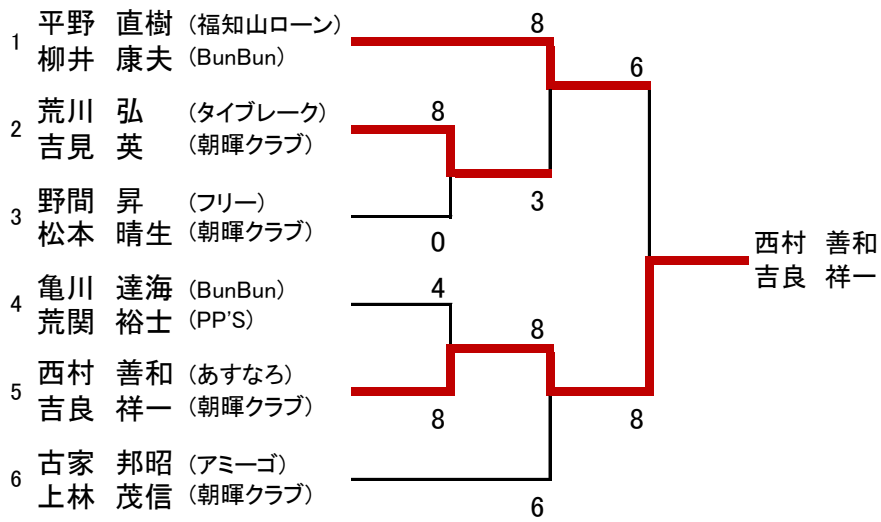 1
平野 直樹 (福知山ローン)
柳井 康夫 (BunBun)
2
荒川 弘 (タイブレーク)
吉見 英 (朝暉クラブ)
3
野間 昇 (フリー)
松本 晴生 (朝暉クラブ)
4
亀川 達海 (BunBun)
荒関 裕士 (PP'S)
5
西村 善和 (あすなろ)
吉良 祥一 (朝暉クラブ)
6
古家 邦昭 (アミーゴ)
上林 茂信 (朝暉クラブ)
8
0
4
8
8
3
8
6
6
8
西村 善和
吉良 祥一